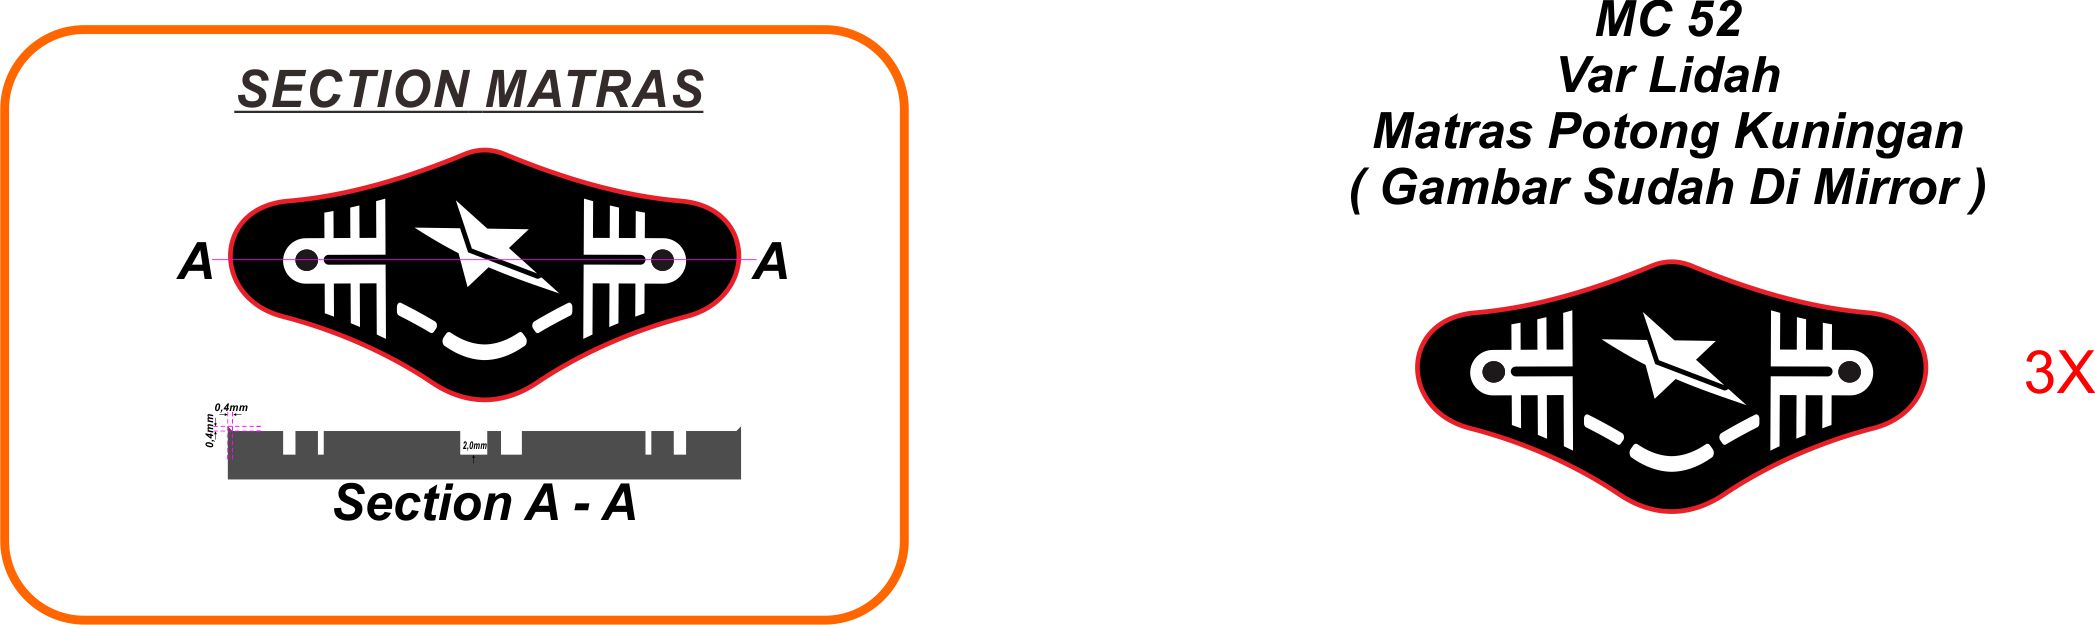 SECTION MATRAS
A
A
0,4mm
0,4mm
2,0mm
Section A - A
MC 52
Var Lidah
Matras Potong Kuningan
( Gambar Sudah Di Mirror )
3X